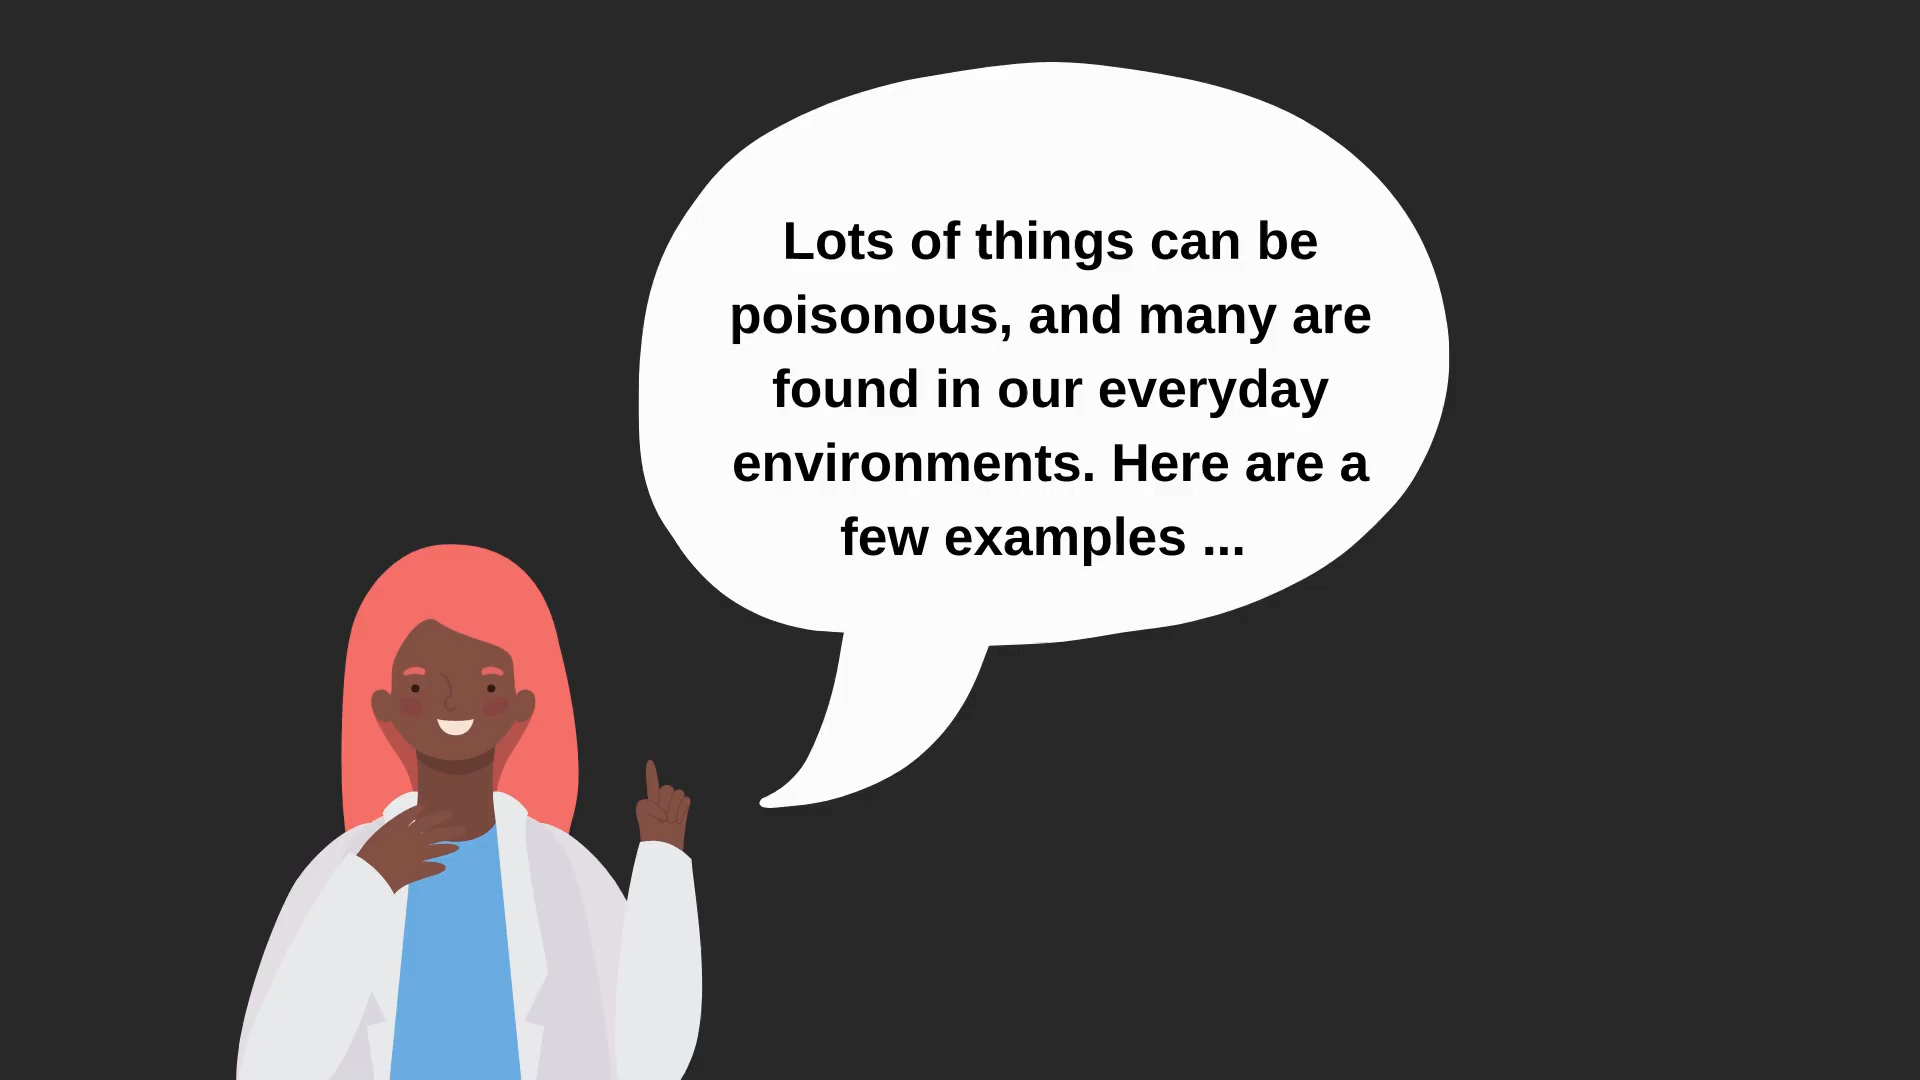 Lots of things can be
poisonous, and many are
found in our everyday
environments. Here are a
few examples ...